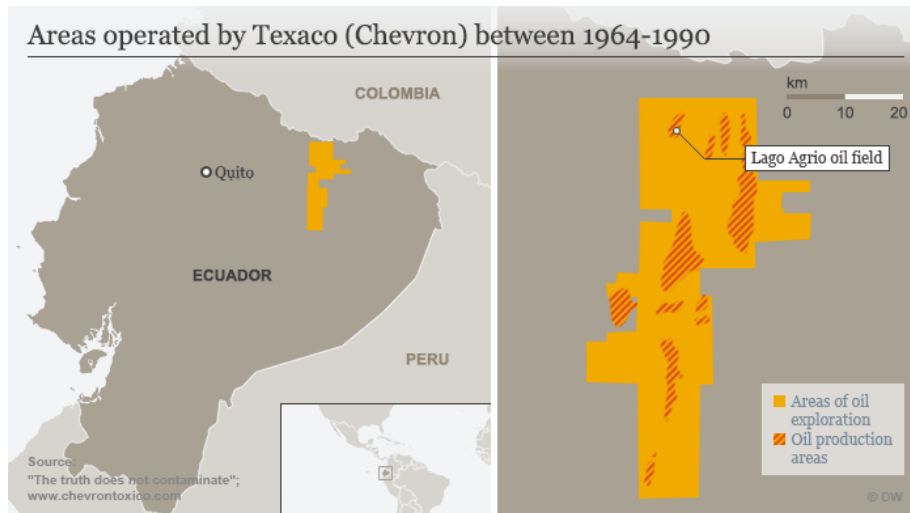 Areas operated by Texaco (Chevron) between 1964-1990
COLOMBIA
Quito
ECUADOR
PERU
Source:
"The truth does not contaminate";
www.chevrontoxico.com
km
0 10 20
Lago Agrio oil field
Areas of oil
exploration
Oil production
areas
© DW